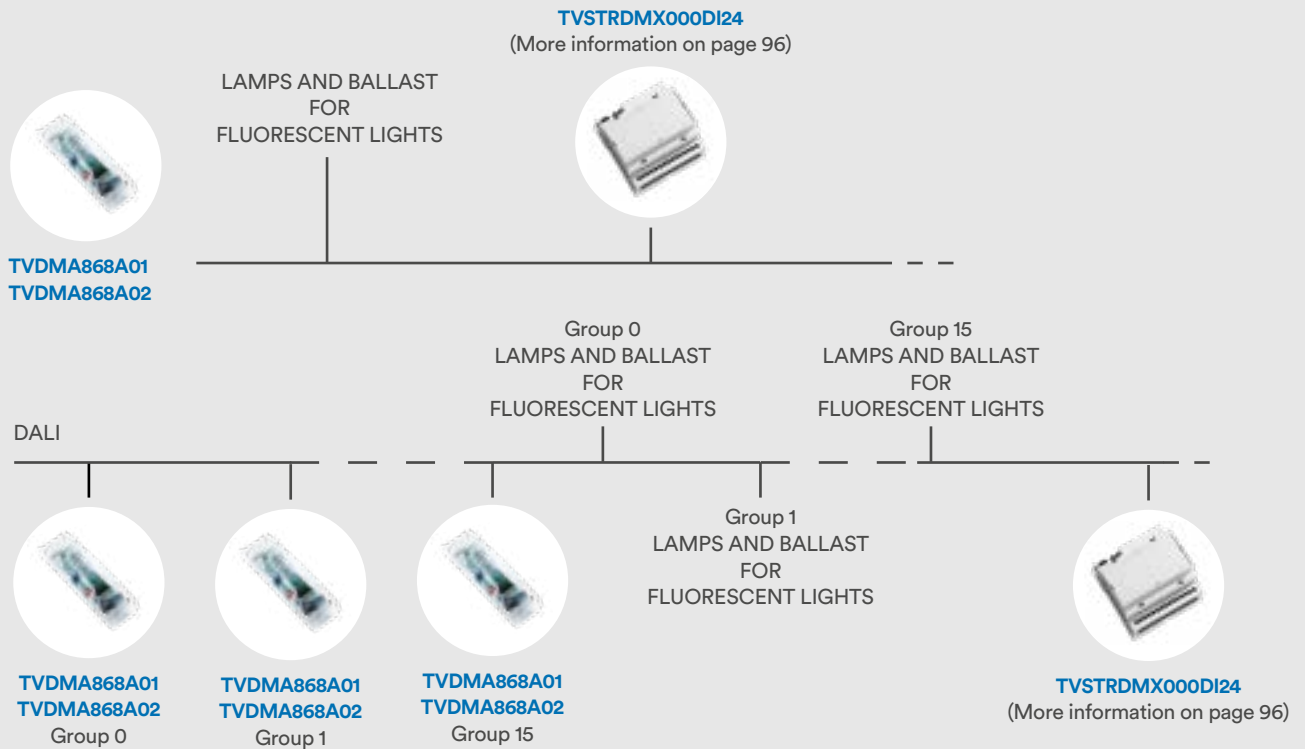 TVSTRDMX000DI24
(More information on page 96)
LAMPS AND BALLAST
FOR
FLUORESCENT LIGHTS
TVDMA868A01
TVDMA868A02
Group 0
LAMPS AND BALLAST
FOR
FLUORESCENT LIGHTS
Group 15
LAMPS AND BALLAST
FOR
FLUORESCENT LIGHTS
DALI
Group 1
LAMPS AND BALLAST
FOR
FLUORESCENT LIGHTS
TVDMA868A01
TVDMA868A02
Group 0
TVDMA868A01
TVDMA868A02
Group 1
TVDMA868A01
TVDMA868A02
Group 15
TVSTRDMX000DI24
(More information on page 96)